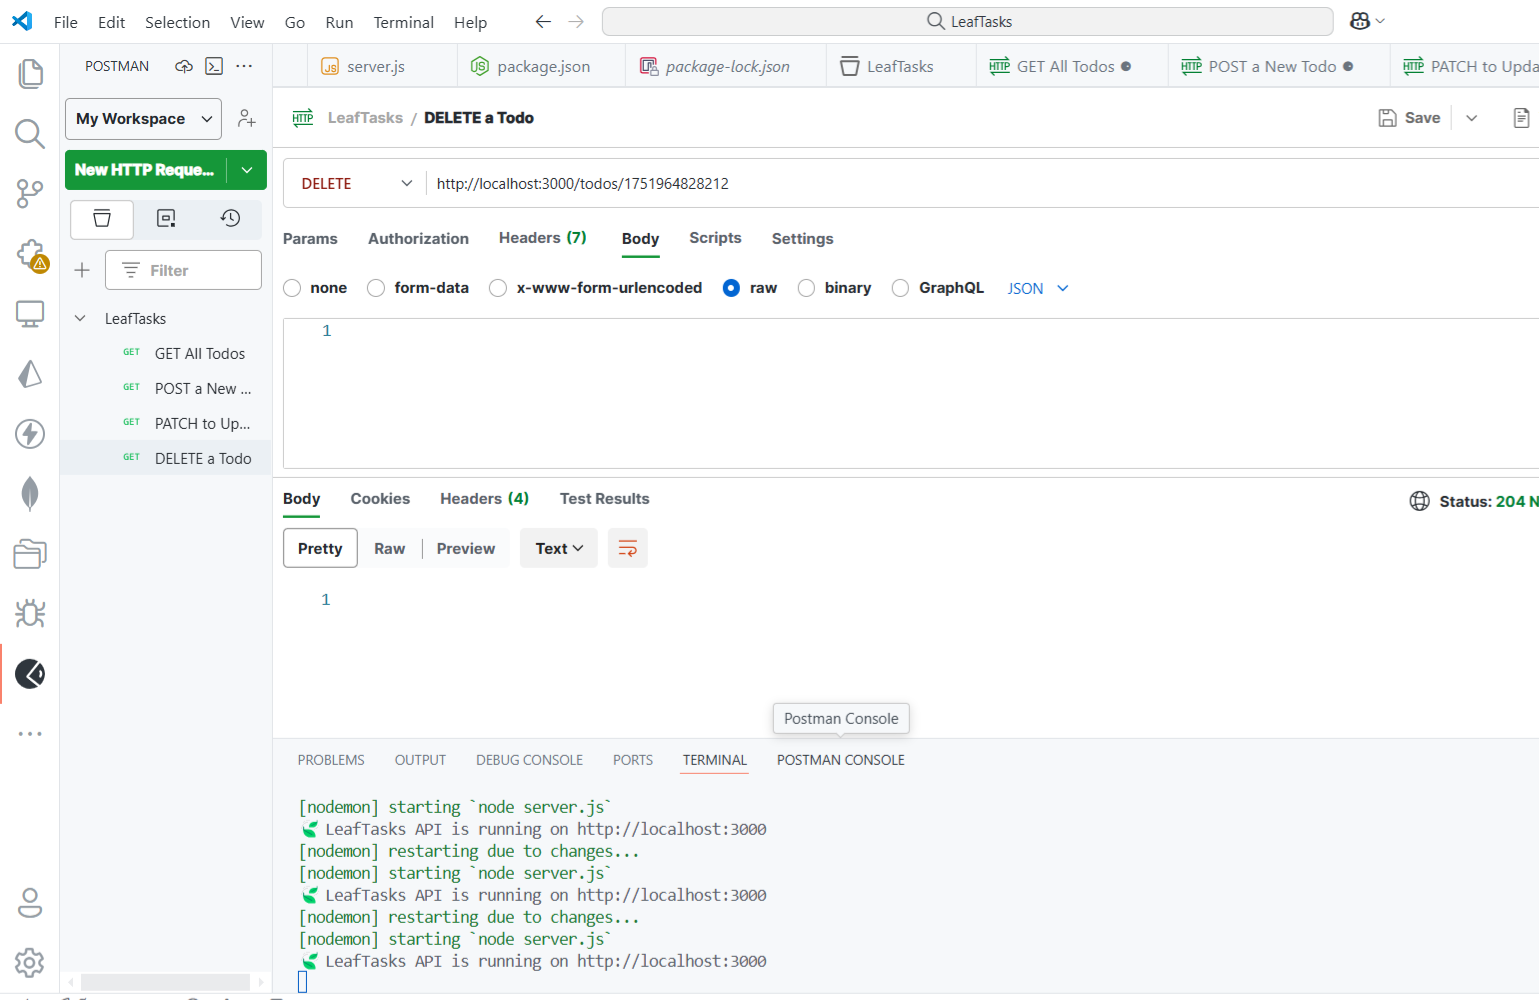 File Edit Selection View Go Run Terminal Help
LeafTasks
POSTMAN
JS server.js
package.json
package-lock.json
LeafTasks
HTTP GET All Todos
HTTP POST a New Todo
HTTP PATCH to Upda
My Workspace
HTTP LeafTasks / DELETE a Todo
Save
New HTTP Reque...
DELETE
http://localhost:3000/todos/1751964828212
Params Authorization Headers (7) Body Scripts Settings
Filter
none form-data x-www-form-urlencoded raw binary GraphQL JSON
LeafTasks
GET GET All Todos
GET POST a New ...
GET PATCH to Up...
GET DELETE a Todo
1
Body Cookies Headers (4) Test Results
Status: 204 N
Pretty Raw Preview Text
1
Postman Console
PROBLEMS OUTPUT DEBUG CONSOLE PORTS TERMINAL POSTMAN CONSOLE
[nodemon] starting `node server.js`
LeafTasks API is running on http://localhost:3000
[nodemon] restarting due to changes...
[nodemon] starting `node server.js`
LeafTasks API is running on http://localhost:3000
[nodemon] restarting due to changes...
[nodemon] starting `node server.js`
LeafTasks API is running on http://localhost:3000